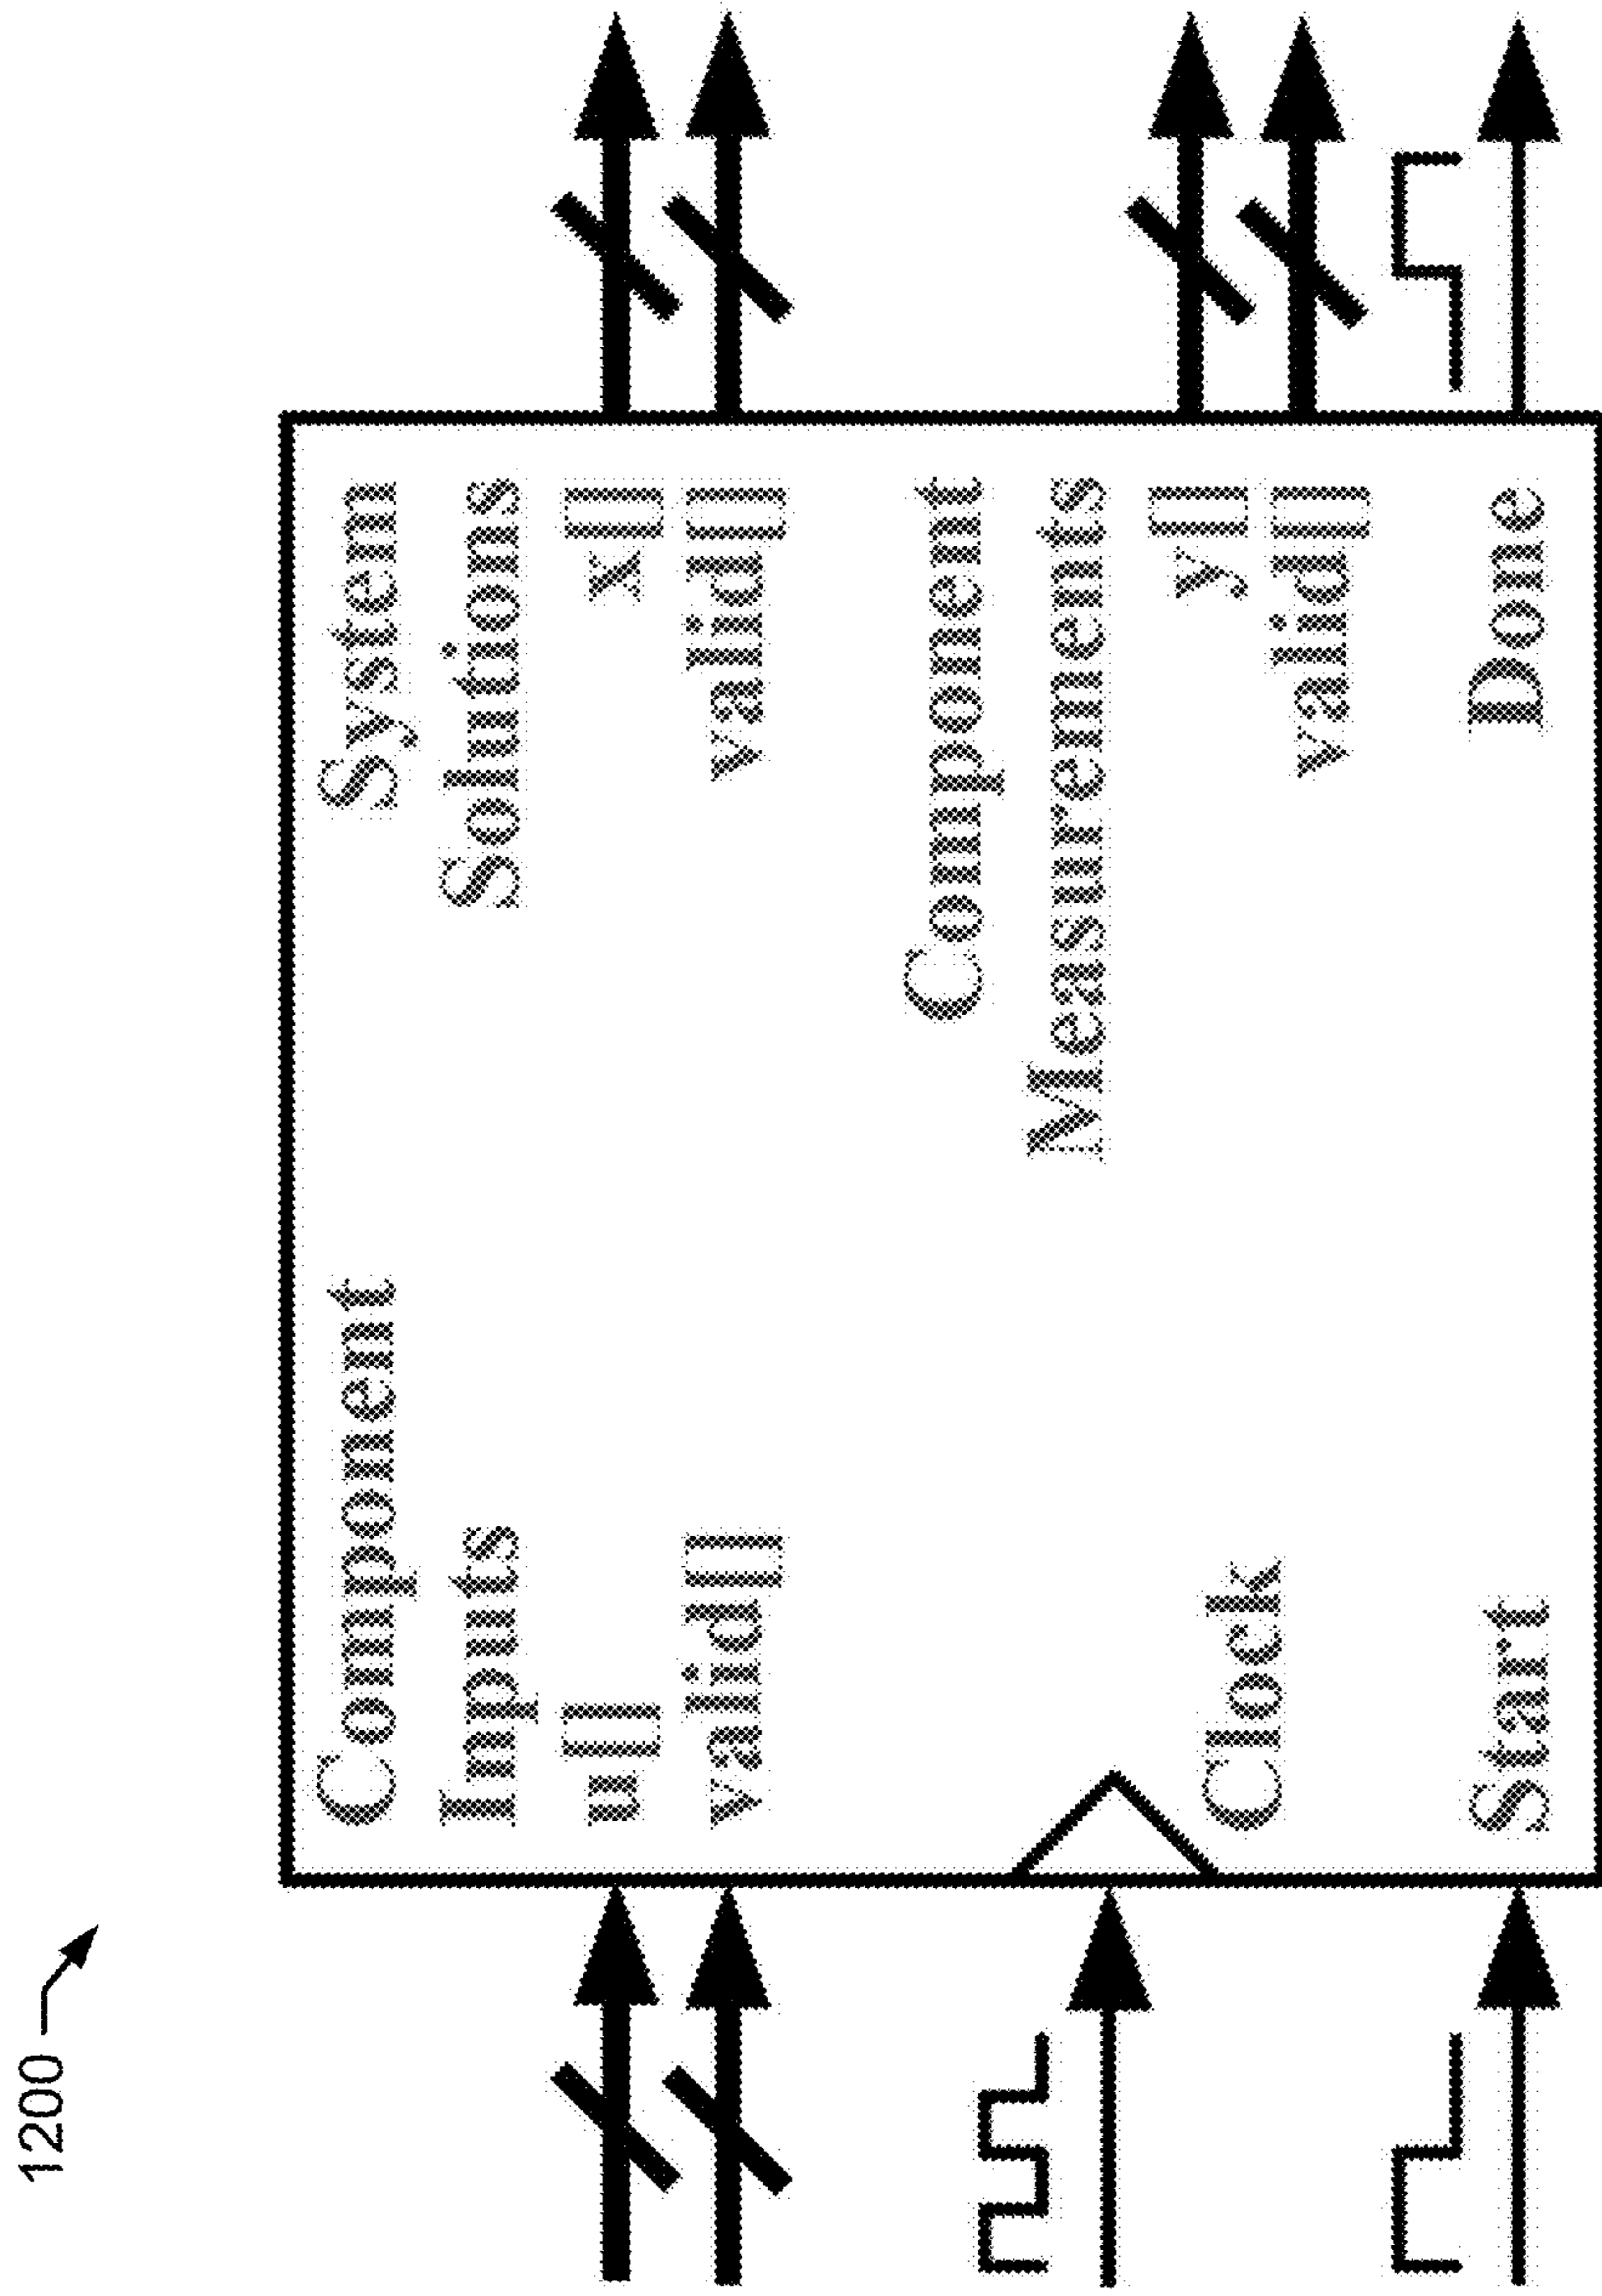 1200
Component
Inputs
u[]
valid[]
Clock
Start
System
Solutions
x[]
valid[]
Component
Measurements
y[]
valid[]
Done